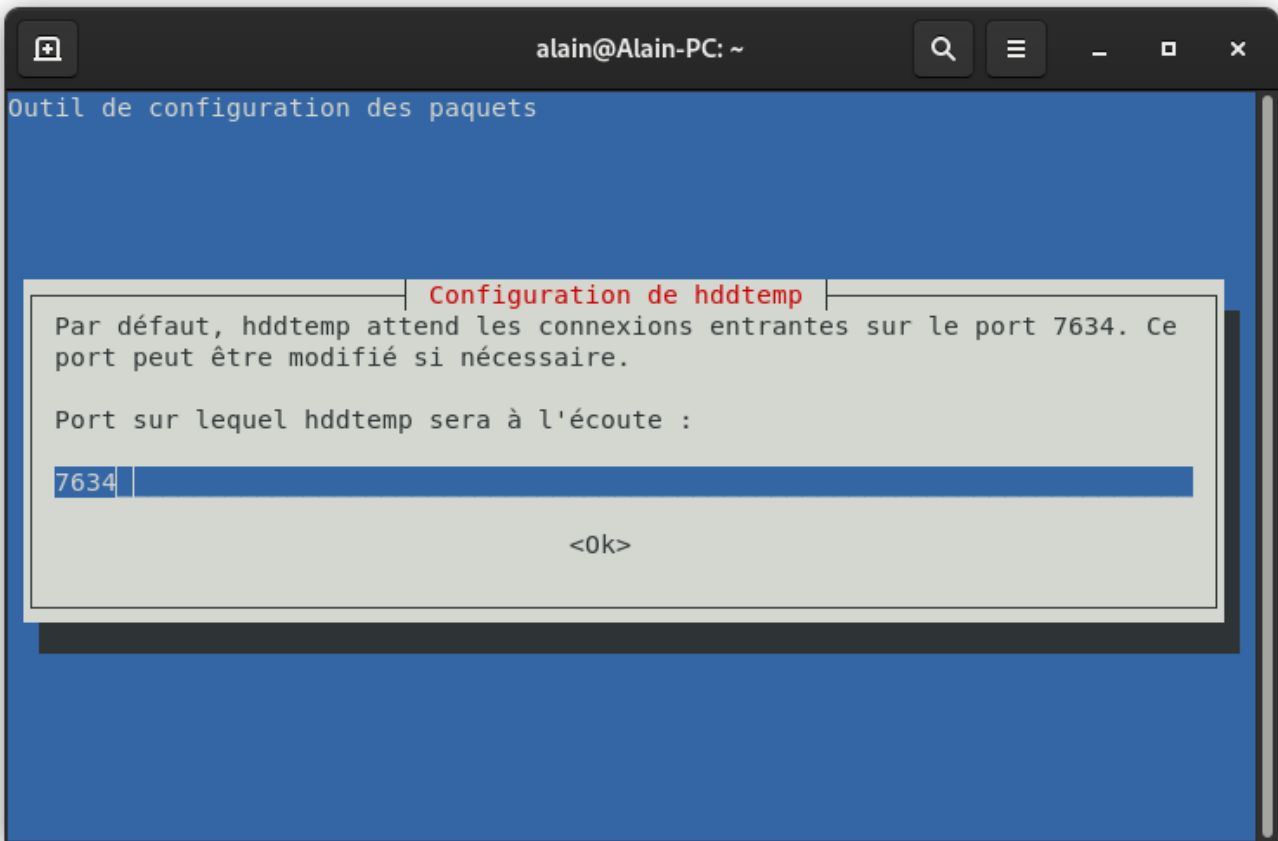 alain@Alain-PC: ~
Outil de configuration des paquets
Configuration de hddtemp
Par défaut, hddtemp attend les connexions entrantes sur le port 7634. Ce
port peut être modifié si nécessaire.
Port sur lequel hddtemp sera à l'écoute :
7634
<Ok>